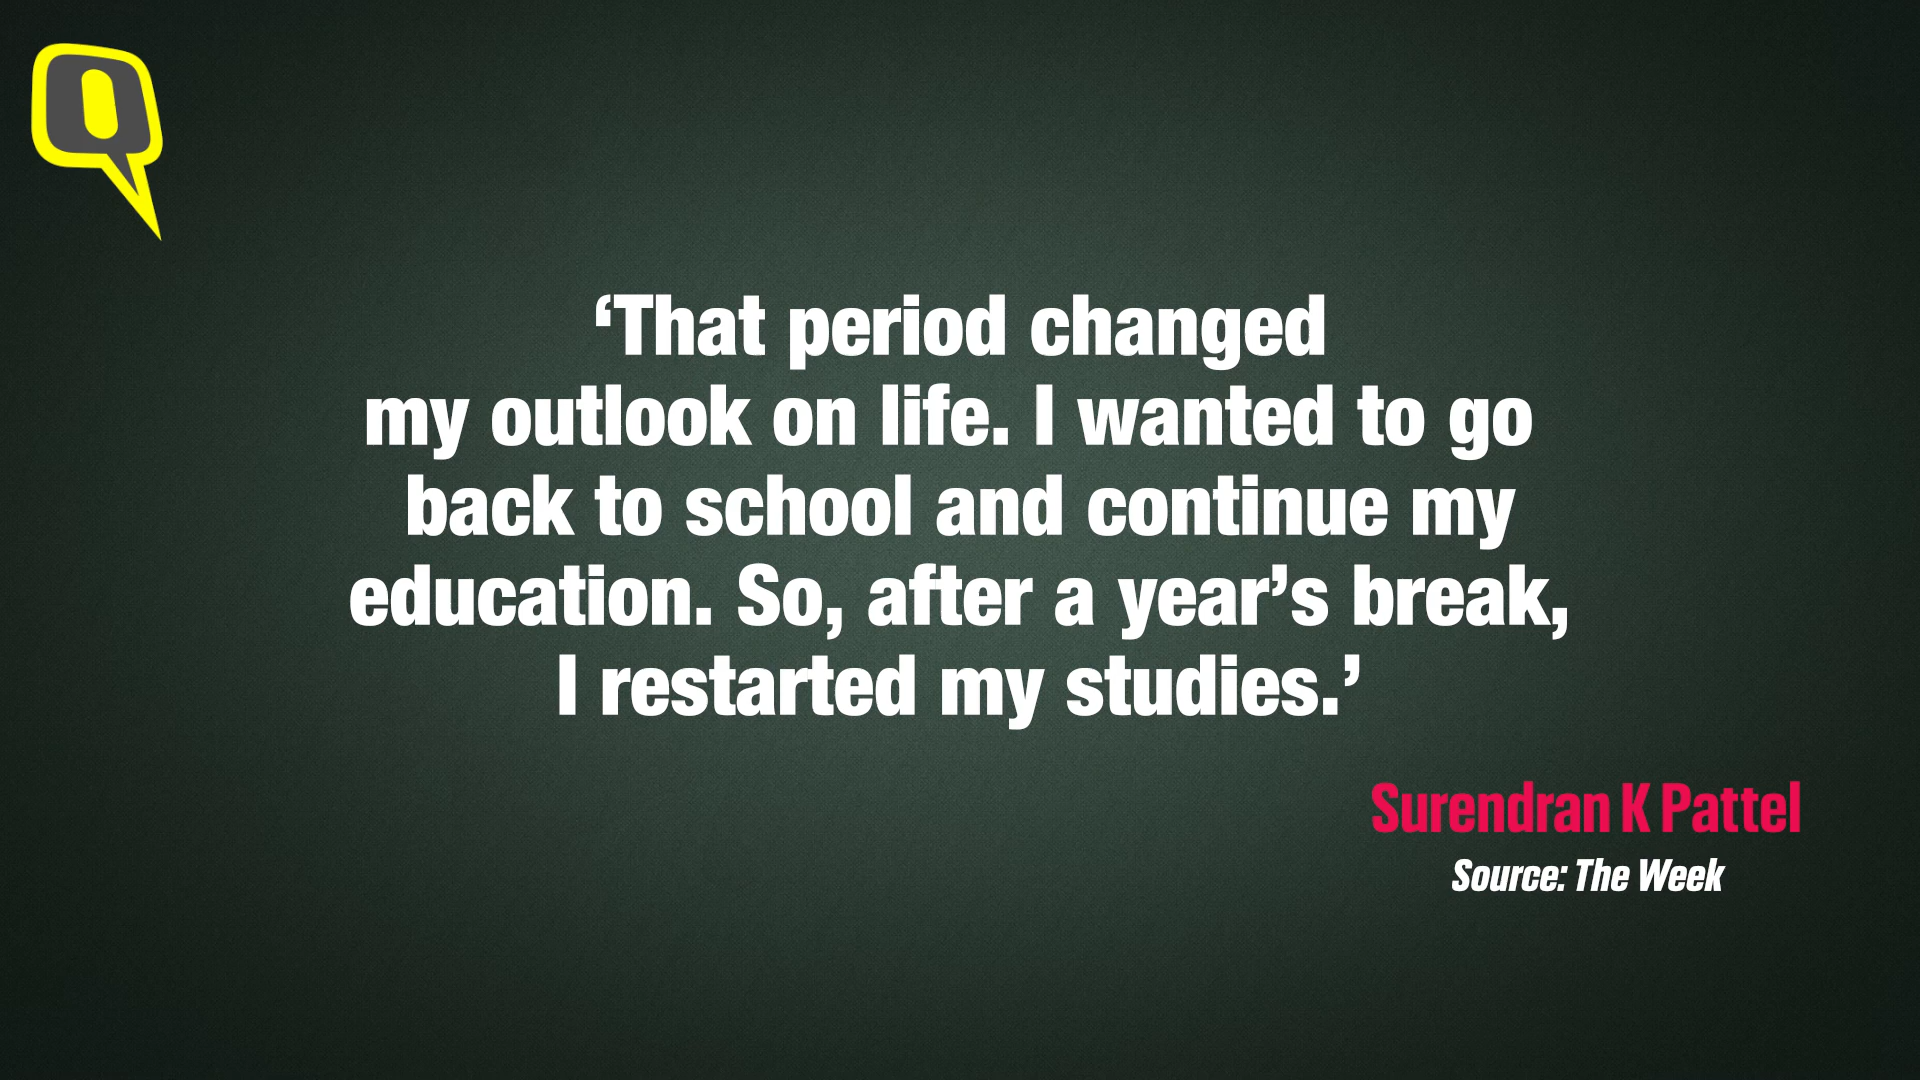 ‘That period changed
my outlook on life. I wanted to go
back to school and continue my
education. So, after a year’s break,
I restarted my studies.’
Surendran K Pattel
Source: The Week